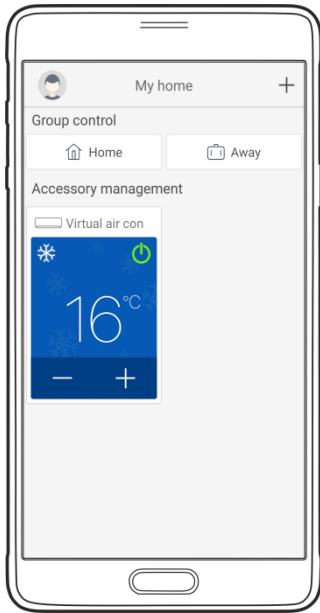 My home
Group control
Home
Away
Accessory management
Virtual air con
16°C